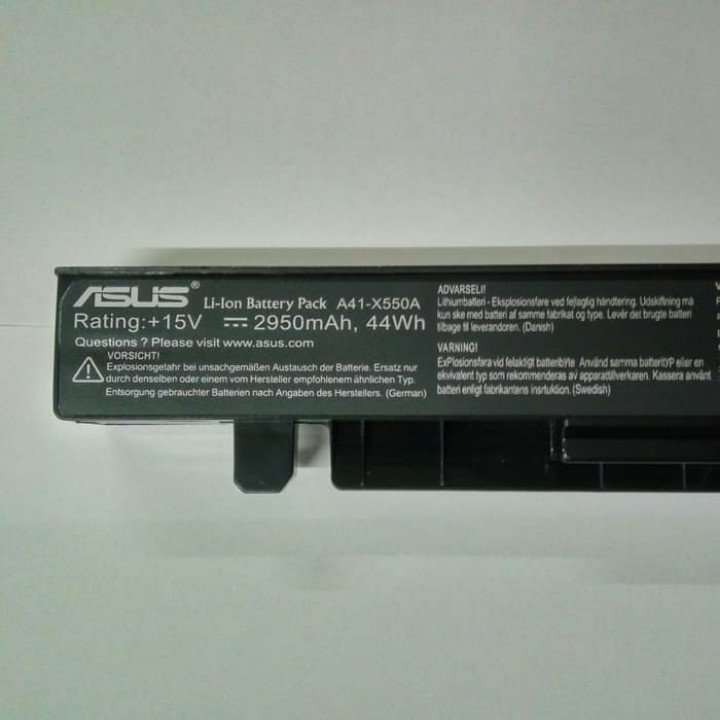 ASUS® Li-Ion Battery Pack A41-X550A
Rating:+15V ⎓ 2950mAh, 44Wh
Questions ? Please visit www.asus.com
VORSICHT!
Explosionsgetahr bei unsachgemäßen Austausch der Batterie. Ersatz nur
durch denselben oder einem vom Hersteller empfohlenem ähnlichen Typ.
Entsorgung gebrauchter Batterien nach Angaben des Herstellers. (German)
ADVARSELI!
Lithiumbatteri - Eksplosionsfare ved fejlagtig håndtering. Udskiftning må
kun ske med batteri af samme fabrikat og type. Levér det brugte batteri
tilbage til leverandoren. (Danish)
VARNING!
ExPlosionsfara vid felaktigt batteribyte Använd samma batterityP eller en
ekvivalent typ som rekommenderas av apparattilverkaren. Kassera använt
batteri enligt fabrikantens insrtuktion. (Swedish)